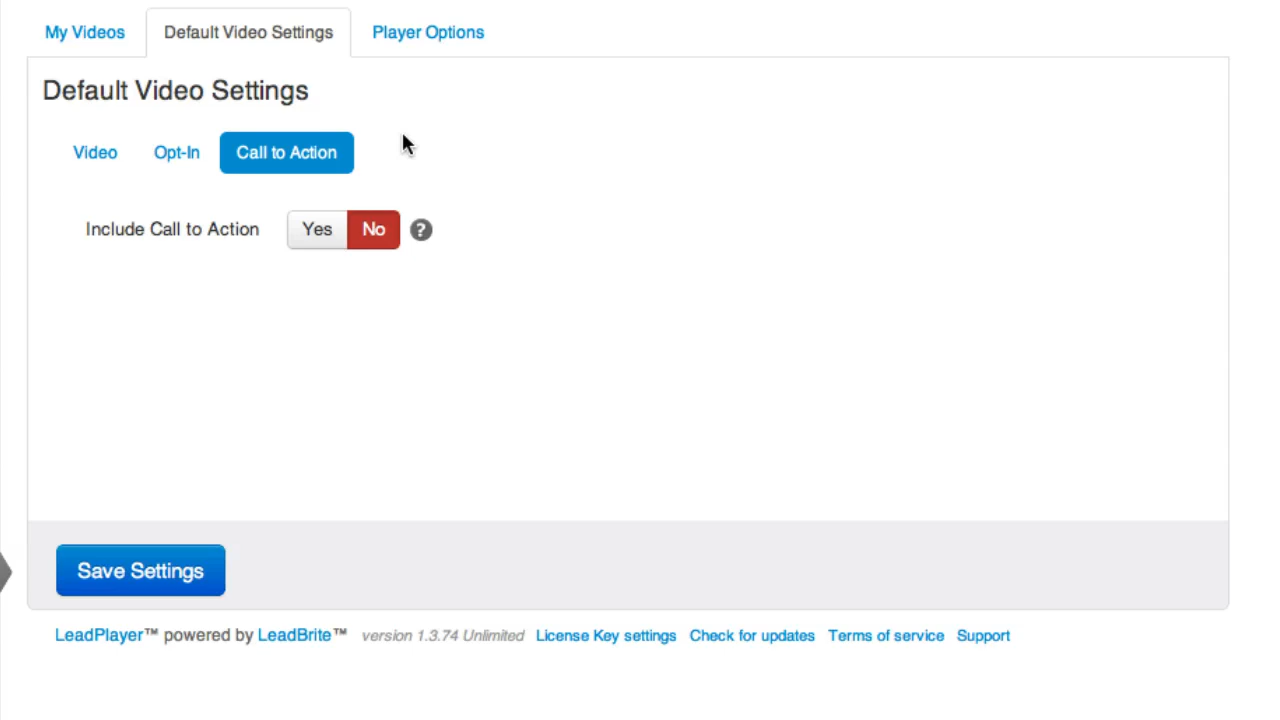 My Videos Default Video Settings Player Options
Default Video Settings
Video Opt-In Call to Action
Include Call to Action Yes No ?
Save Settings
LeadPlayer™ powered by LeadBrite™ version 1.3.74 Unlimited License Key settings Check for updates Terms of service Support